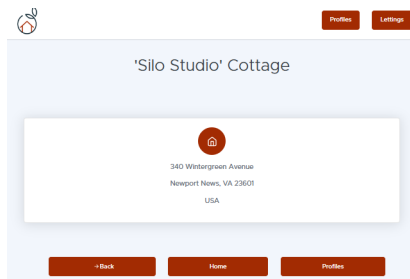 Profiles
Lettings
'Silo Studio' Cottage
340 Wintergreen Avenue
Newport News, VA 23601
USA
→Back
Home
Profiles